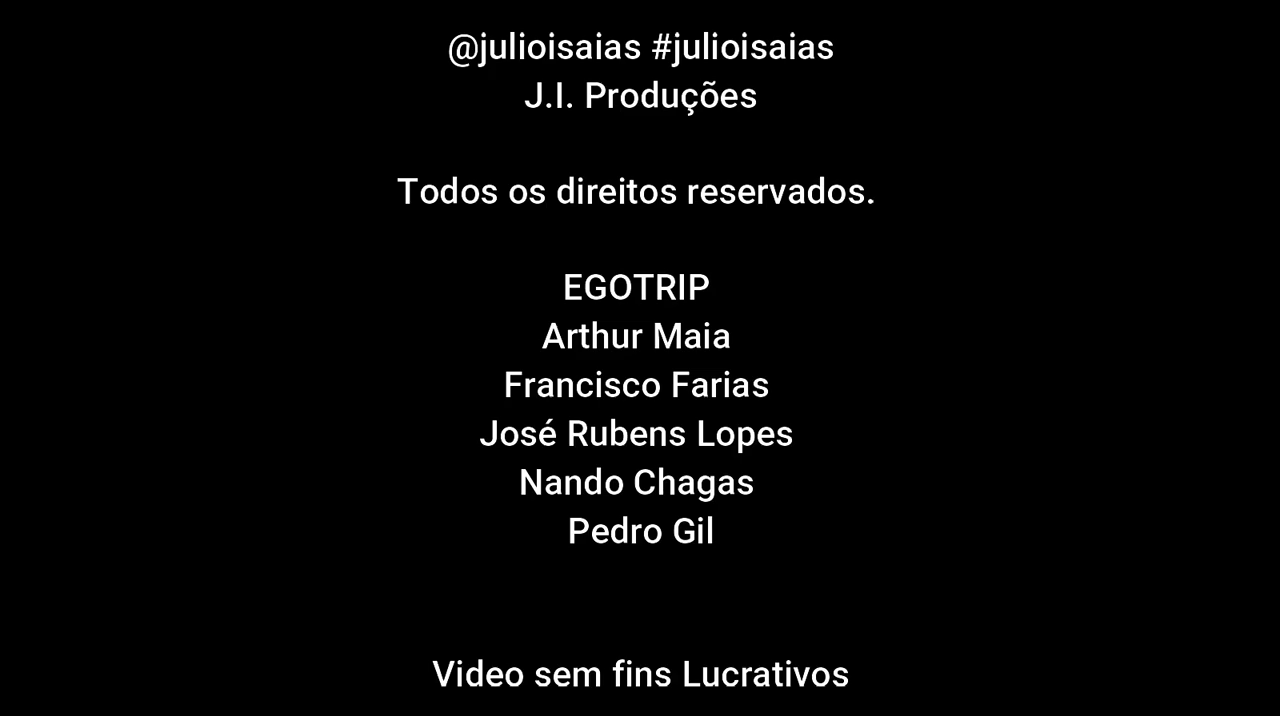 @julioisaias #julioisaias
J.I. Produções
Todos os direitos reservados.
EGOTRIP
Arthur Maia
Francisco Farias
José Rubens Lopes
Nando Chagas
Pedro Gil
Video sem fins Lucrativos